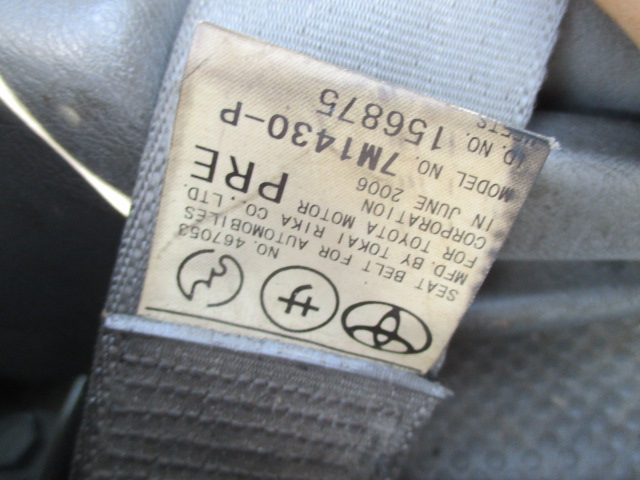 サ
NO. 467053
SEAT BELT FOR AUTOMOBILES
MFD. BY TOKAI RIKA CO., LTD.
FOR TOYOTA MOTOR
CORPORATION
IN JUNE 2006
PRE
MODEL NO. 7M1430-P
I.D. NO. 156875